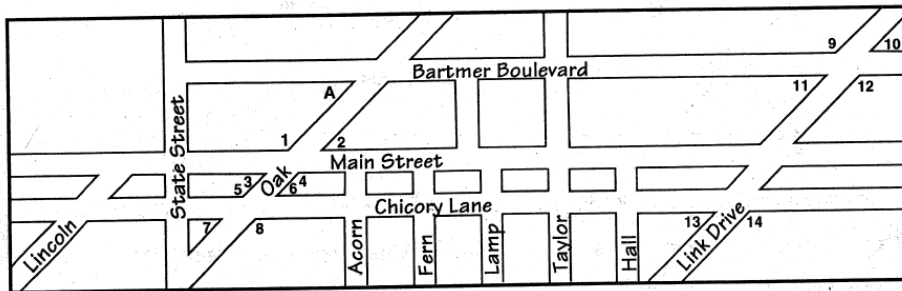 9
10
Bartmer Boulevard
A
11
12
State Street
1
2
Main Street
5
3
Oak
6
4
Chicory Lane
Lincoln
7
8
Acorn
Fern
Lamp
Taylor
Hall
13
Link Drive
14